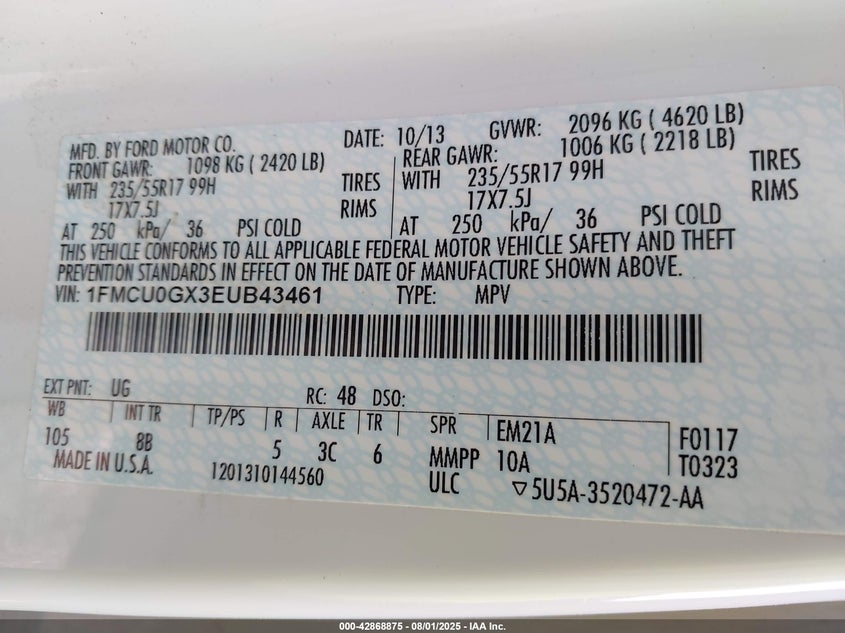 MFD. BY FORD MOTOR CO. DATE: 10/13 GVWR: 2096 KG ( 4620 LB)
FRONT GAWR: 1098 KG ( 2420 LB) REAR GAWR: 1006 KG ( 2218 LB)
WITH 235/55R17 99H TIRES WITH 235/55R17 99H TIRES
17X7.5J RIMS 17X7.5J RIMS
AT 250 kPa/ 36 PSI COLD AT 250 kPa/ 36 PSI COLD
THIS VEHICLE CONFORMS TO ALL APPLICABLE FEDERAL MOTOR VEHICLE SAFETY AND THEFT
PREVENTION STANDARDS IN EFFECT ON THE DATE OF MANUFACTURE SHOWN ABOVE.
VIN: 1FMCU0GX3EUB43461 TYPE: MPV
EXT PNT: UG RC: 48 DSO:
WB INT TR TP/PS R AXLE TR SPR EM21A F0117
105 8B 5 3C 6 MMPP 10A T0323
MADE IN U.S.A. 1201310144560 ULC ▽5U5A-3520472-AA
000-42868875 - 08/01/2025 - IAA Inc.